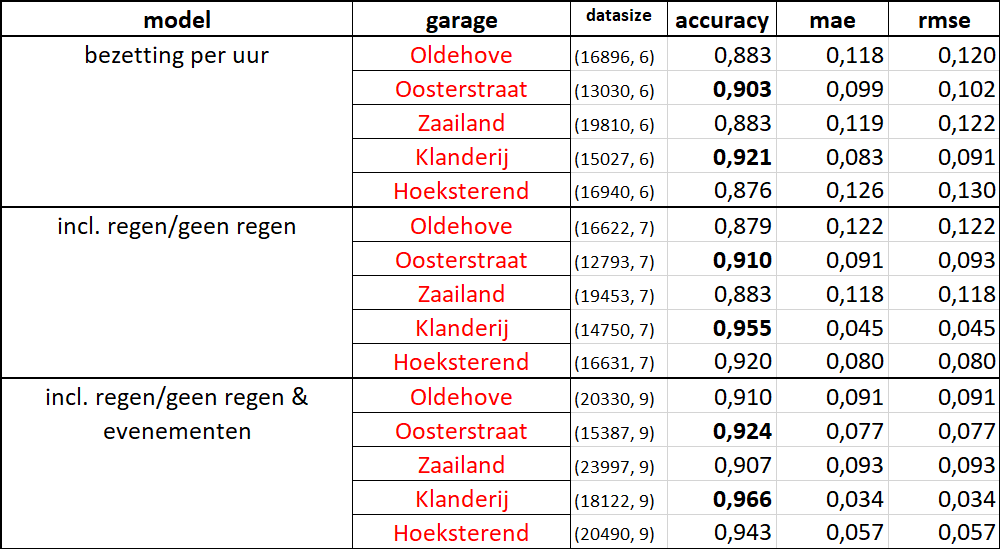 model garage datasize accuracy mae rmse
bezetting per uur Oldehove (16896, 6) 0,883 0,118 0,120
Oosterstraat (13030, 6) 0,903 0,099 0,102
Zaailand (19810, 6) 0,883 0,119 0,122
Klanderij (15027, 6) 0,921 0,083 0,091
Hoeksterend (16940, 6) 0,876 0,126 0,130
incl. regen/geen regen Oldehove (16622, 7) 0,879 0,122 0,122
Oosterstraat (12793, 7) 0,910 0,091 0,093
Zaailand (19453, 7) 0,883 0,118 0,118
Klanderij (14750, 7) 0,955 0,045 0,045
Hoeksterend (16631, 7) 0,920 0,080 0,080
incl. regen/geen regen & Oldehove (20330, 9) 0,910 0,091 0,091
evenementen Oosterstraat (15387, 9) 0,924 0,077 0,077
Zaailand (23997, 9) 0,907 0,093 0,093
Klanderij (18122, 9) 0,966 0,034 0,034
Hoeksterend (20490, 9) 0,943 0,057 0,057